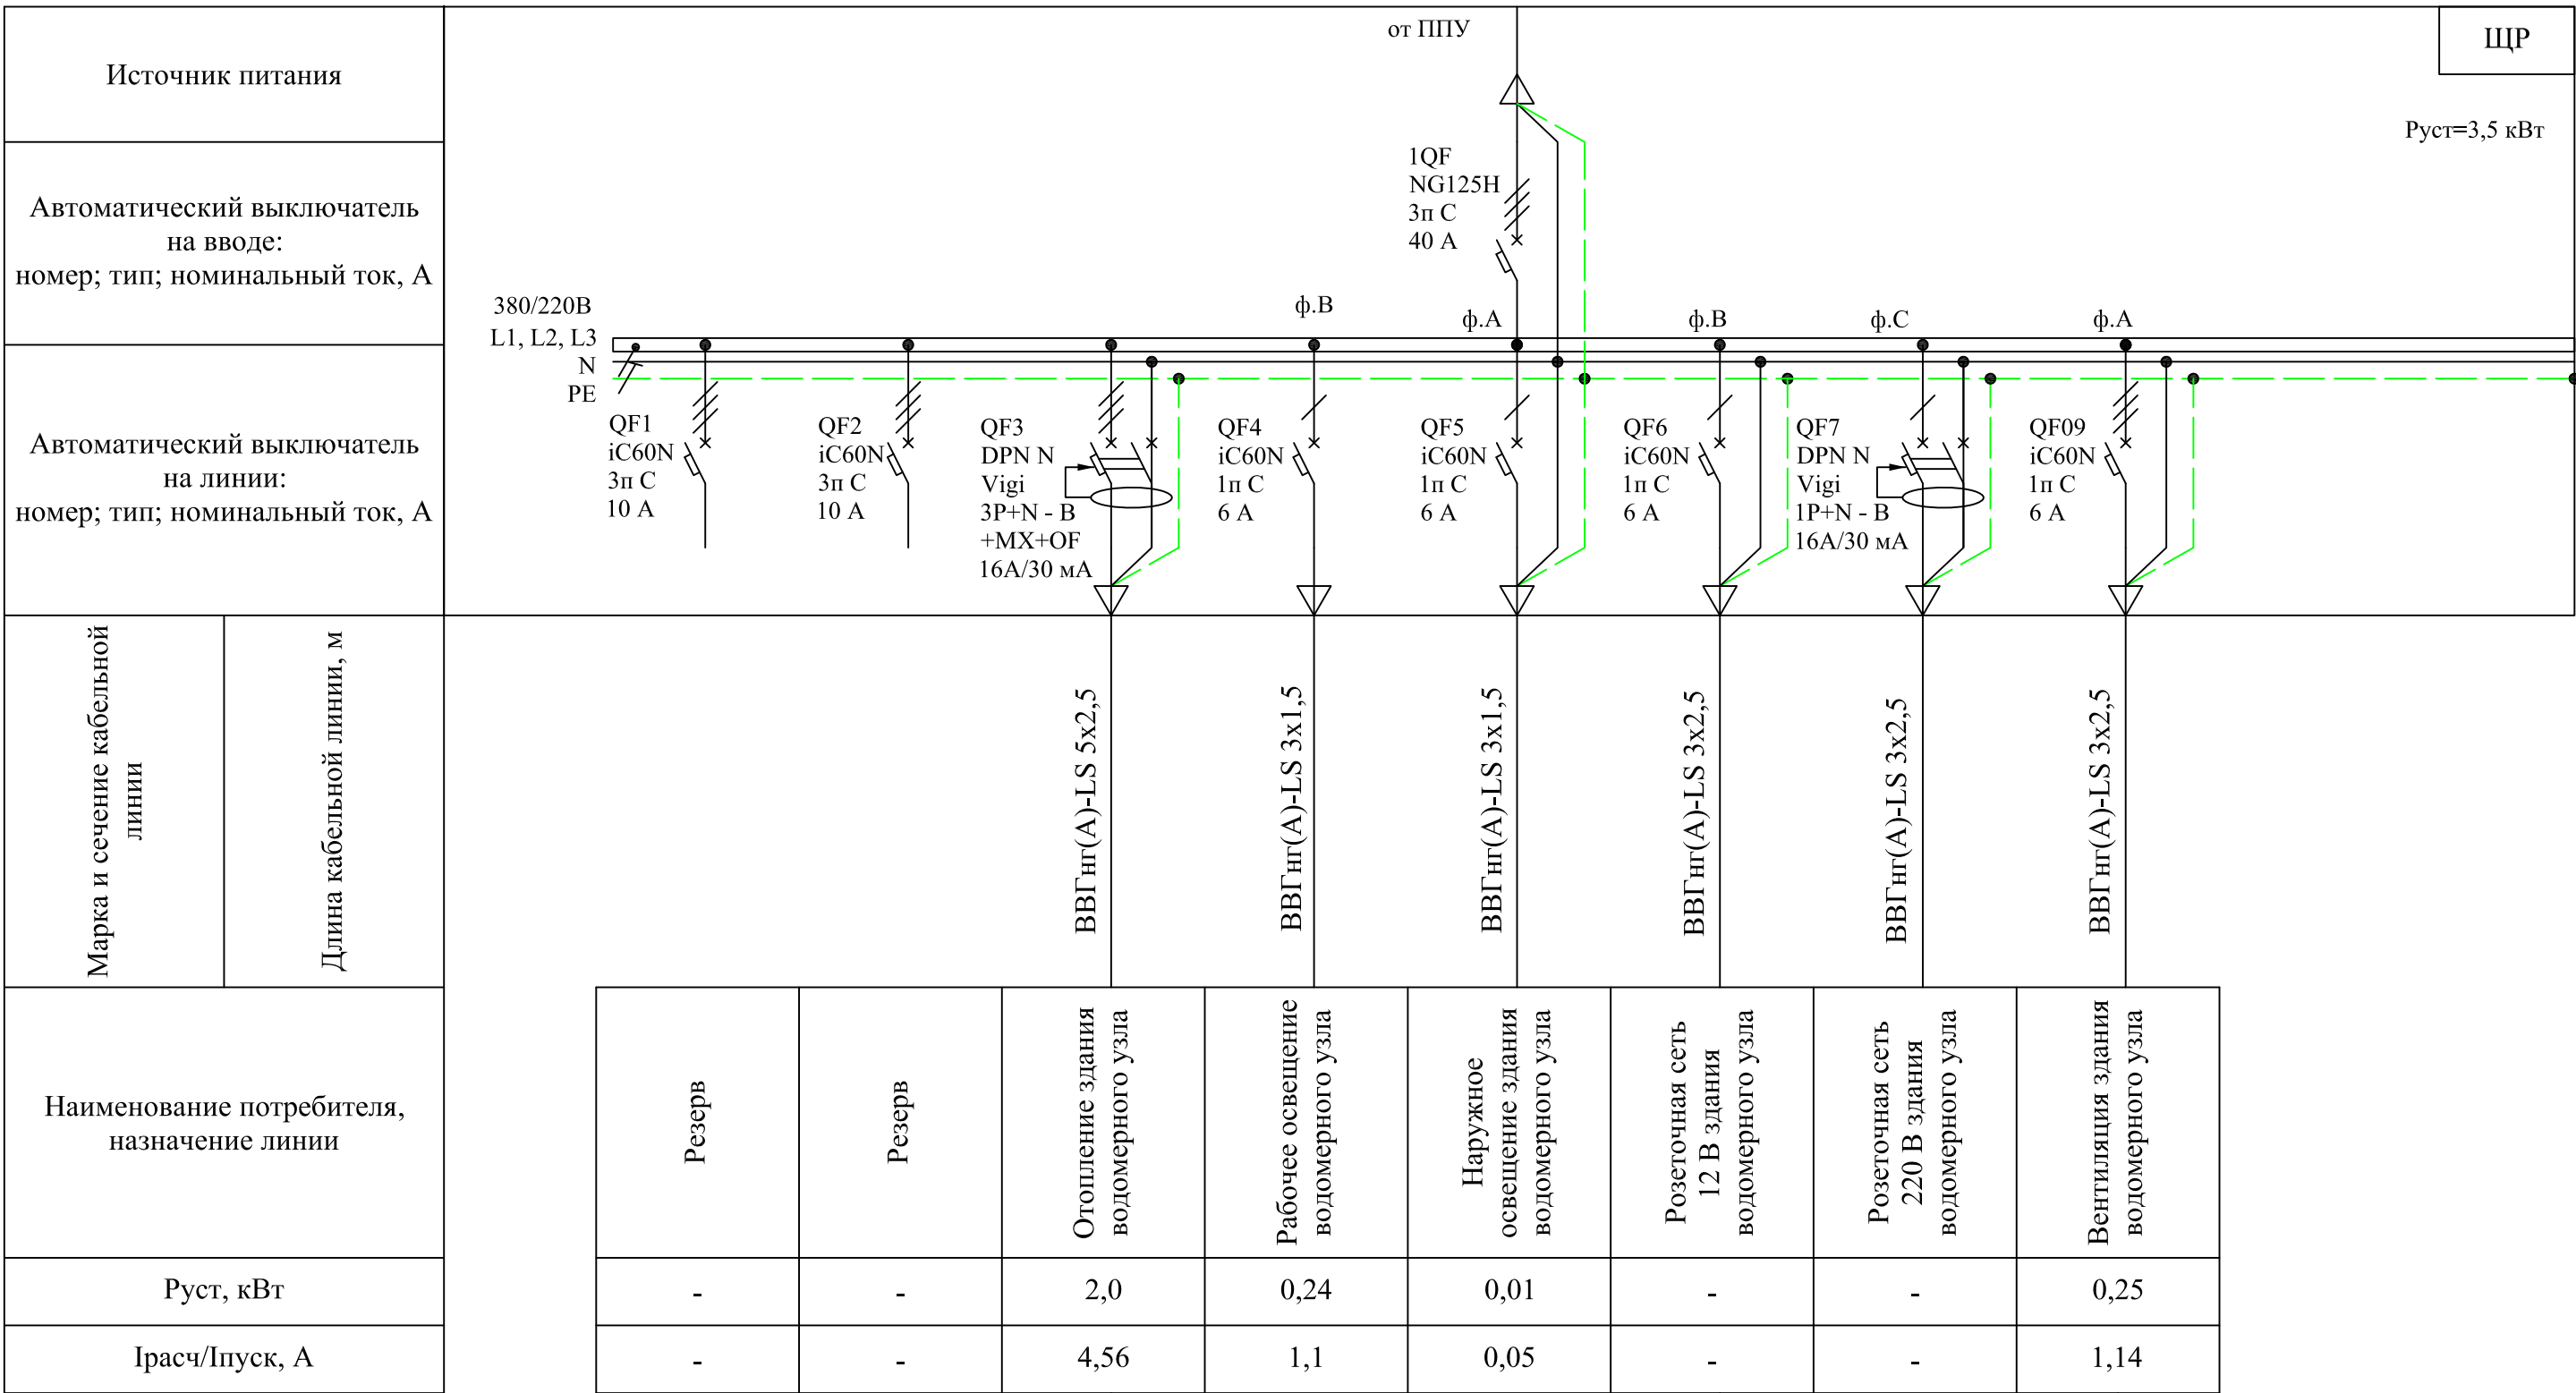 от ППУ
ЩР
Источник питания
Руст=3,5 кВт
Автоматический выключатель
на вводе:
номер; тип; номинальный ток, А
1QF
NG125H
3п С
40 А
380/220В
L1, L2, L3
N
PE
ф.В
ф.А
ф.В
ф.С
ф.А
Автоматический выключатель
на линии:
номер; тип; номинальный ток, А
QF1
iC60N
3п С
10 А
QF2
iC60N
3п С
10 А
QF3
DPN N
Vigi
3P+N - B
+MX+OF
16А/30 мА
QF4
iC60N
1п С
6 А
QF5
iC60N
1п С
6 А
QF6
iC60N
1п С
6 А
QF7
DPN N
Vigi
1P+N - B
16А/30 мА
QF09
iC60N
1п С
6 А
Марка и сечение кабельной
линии
Длина кабельной линии, м
ВВГнг(А)-LS 5х2,5
ВВГнг(А)-LS 3х1,5
ВВГнг(А)-LS 3х1,5
ВВГнг(А)-LS 3х2,5
ВВГнг(А)-LS 3х2,5
ВВГнг(А)-LS 3х2,5
Наименование потребителя,
назначение линии
Резерв
Резерв
Отопление здания
водомерного узла
Рабочее освещение
водомерного узла
Наружное
освещение здания
водомерного узла
Розеточная сеть
12 В здания
водомерного узла
Розеточная сеть
220 В здания
водомерного узла
Вентиляция здания
водомерного узла
Руст, кВт
-
-
2,0
0,24
0,01
-
-
0,25
Iрасч/Iпуск, А
-
-
4,56
1,1
0,05
-
-
1,14